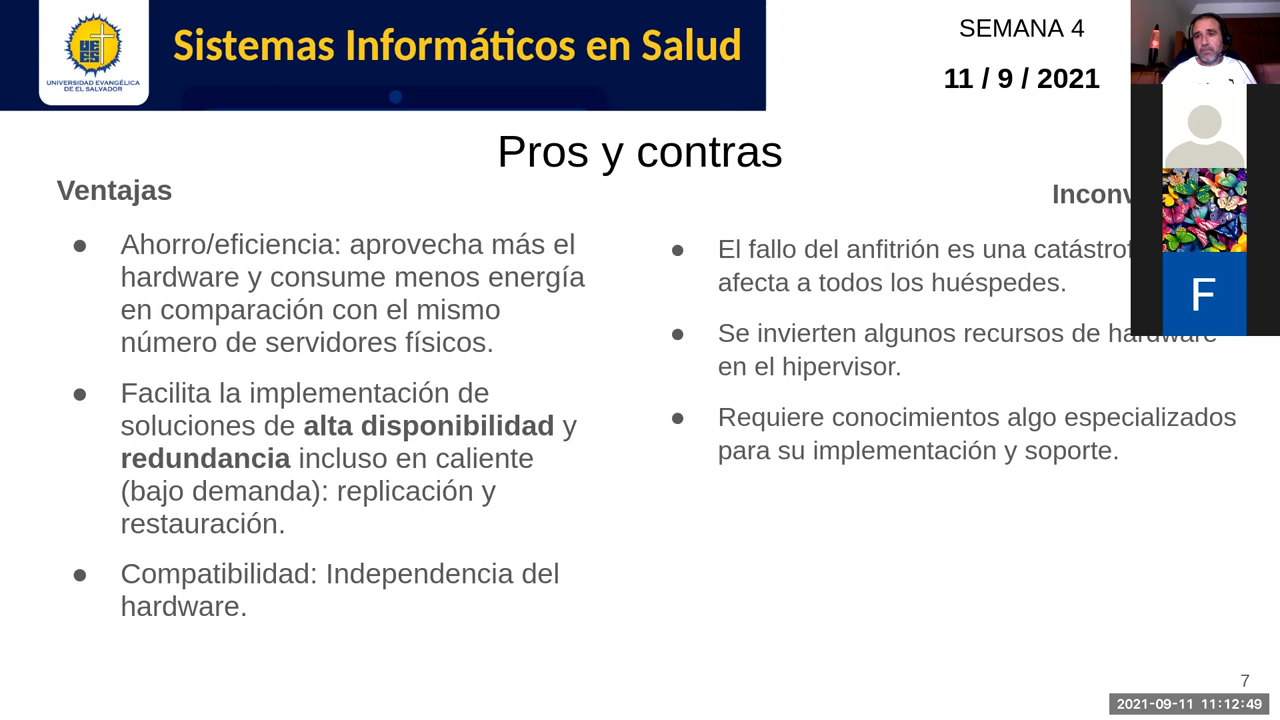 UEES
UNIVERSIDAD EVANGÉLICA
DE EL SALVADOR
Sistemas Informáticos en Salud
SEMANA 4
11 / 9 / 2021
Pros y contras
Ventajas
● Ahorro/eficiencia: aprovecha más el
hardware y consume menos energía
en comparación con el mismo
número de servidores físicos.
● Facilita la implementación de
soluciones de alta disponibilidad y
redundancia incluso en caliente
(bajo demanda): replicación y
restauración.
● Compatibilidad: Independencia del
hardware.
● El fallo del anfitrión es una
afecta a todos los huéspedes.
● Se invierten algunos recursos de hardware
en el hipervisor.
● Requiere conocimientos algo especializados
para su implementación y soporte.
F
7
2021-09-11 11:12:49